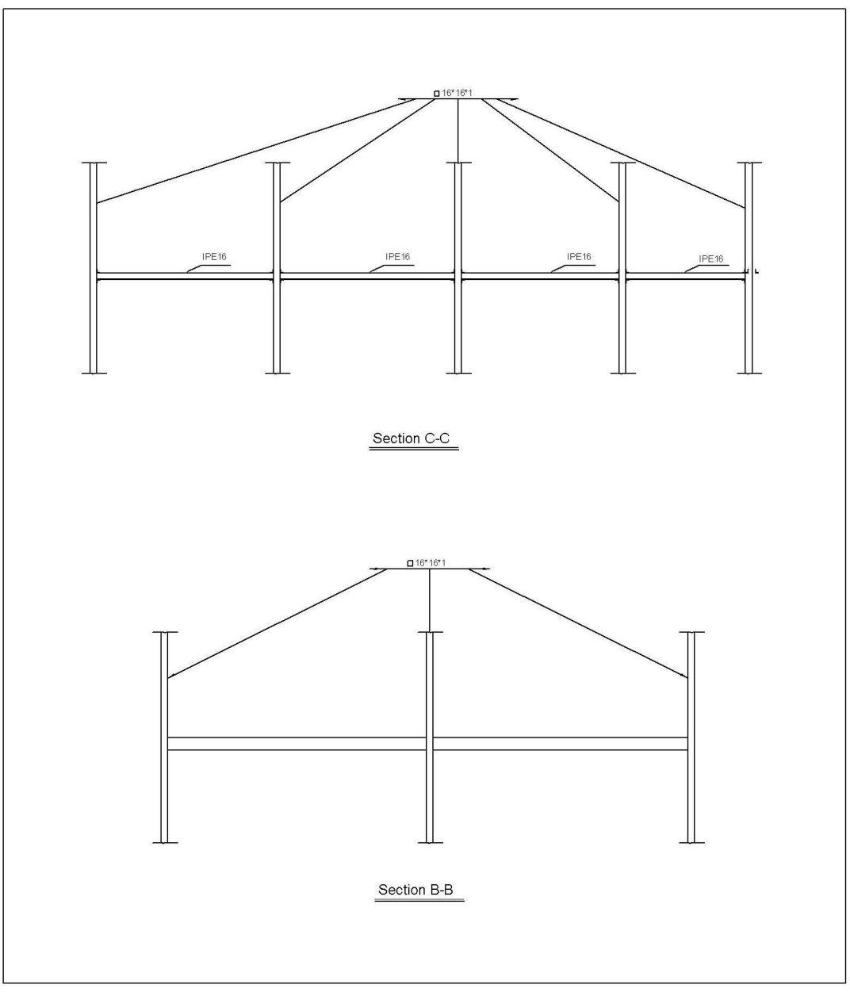 □ 16*16*1
IPE16
IPE16
IPE16
IPE16
Section C-C
□ 16*16*1
Section B-B